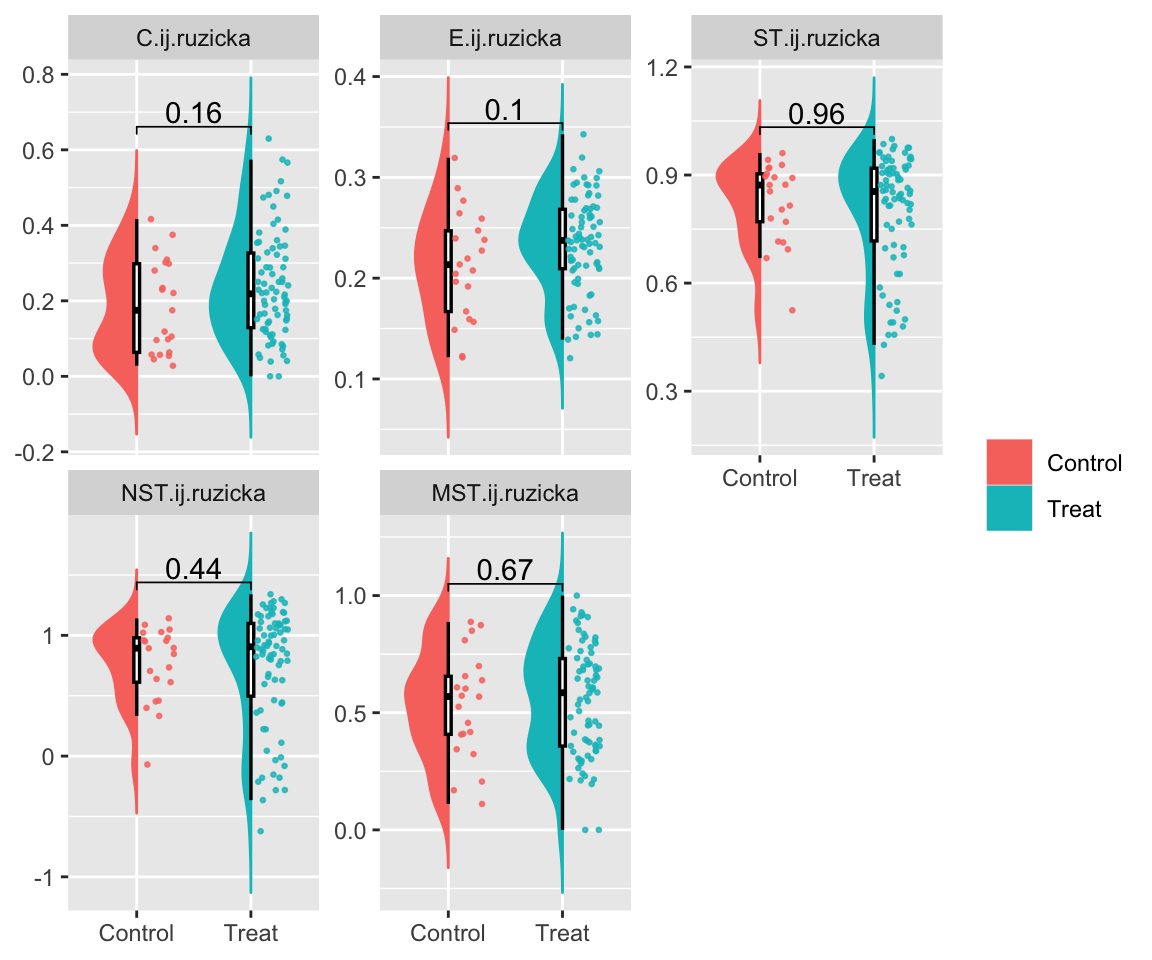 C.ij.ruzicka
E.ij.ruzicka
ST.ij.ruzicka
0.8
0.6
0.4
0.2
0.0
-0.2
0.16
0.4
0.3
0.2
0.1
0.1
1.2
0.9
0.6
0.3
0.96
Control
Treat
Control
Treat
NST.ij.ruzicka
MST.ij.ruzicka
1
0
-1
0.44
1.0
0.5
0.0
0.67
Control
Treat
Control
Treat